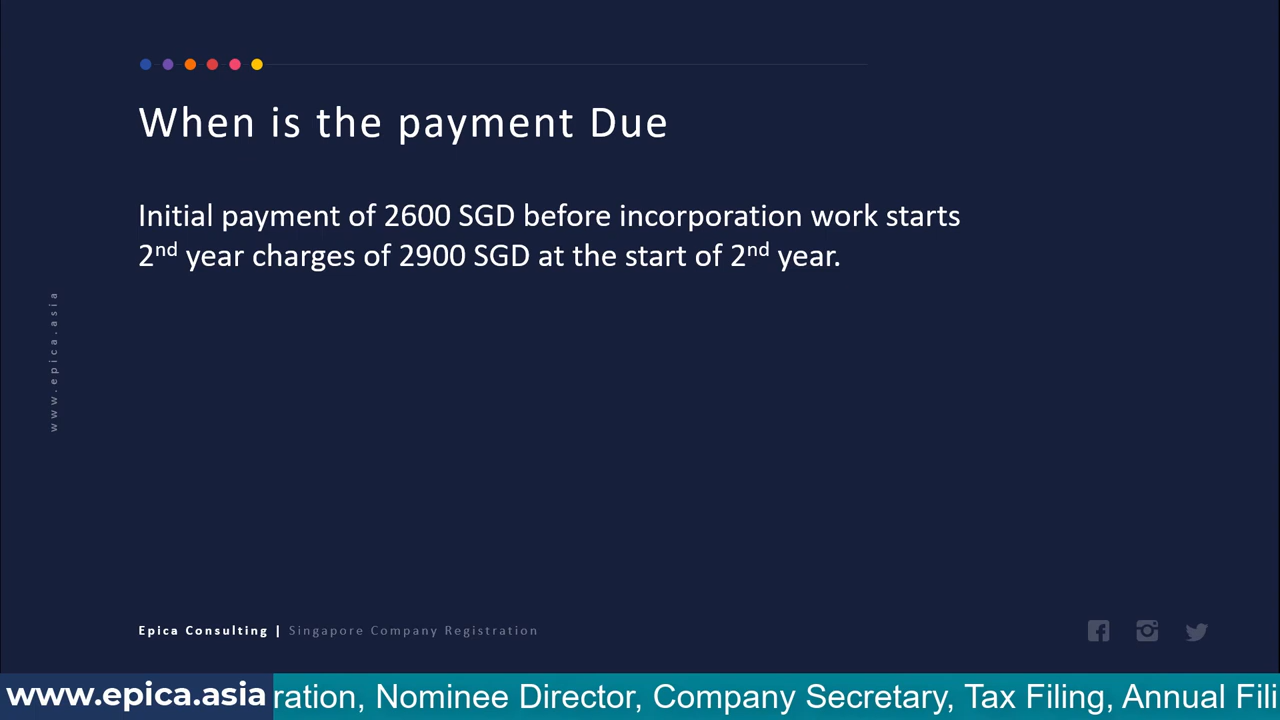 When is the payment Due
Initial payment of 2600 SGD before incorporation work starts
2nd year charges of 2900 SGD at the start of 2nd year.
www.epica.asia
Epica Consulting | Singapore Company Registration
www.epica.asia ration, Nominee Director, Company Secretary, Tax Filing, Annual Fili